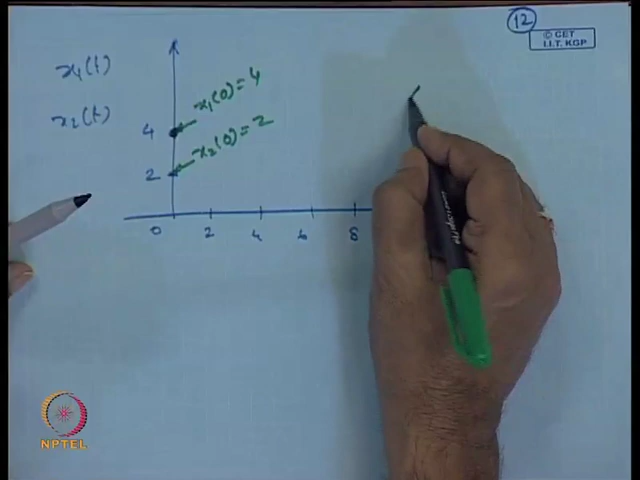 12
© CET
I.I.T. KGP
x₁(t)
x₂(t)
x₁(0) = 4
x₂(0) = 2
4
2
0 2 4 6 8
NPTEL